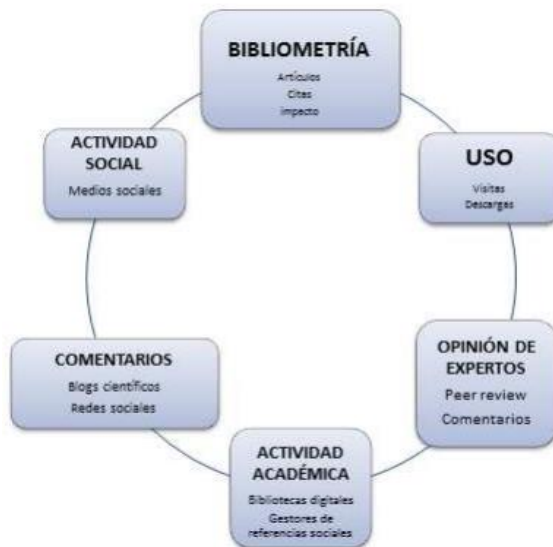 BIBLIOMETRÍA
Artículos
Citas
impacto
USO
Visitas
Descargas
OPINIÓN DE
EXPERTOS
Peer review
Comentarios
ACTIVIDAD
ACADÉMICA
Bibliotecas digitales
Gestores de
referencias sociales
COMENTARIOS
Blogs científicos
Redes sociales
ACTIVIDAD
SOCIAL
Medios sociales